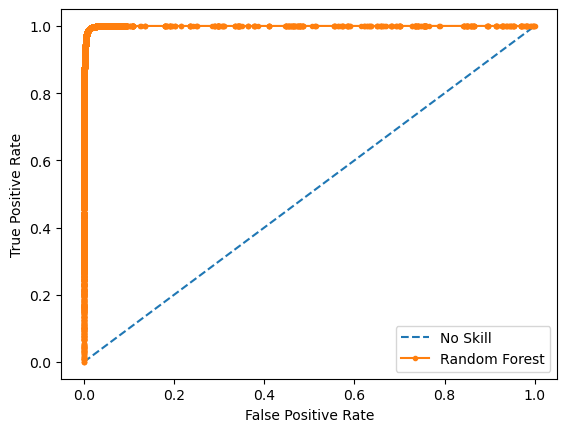 1.0
0.8
0.6
0.4
0.2
0.0
True Positive Rate
0.0 0.2 0.4 0.6 0.8 1.0
False Positive Rate
No Skill
Random Forest